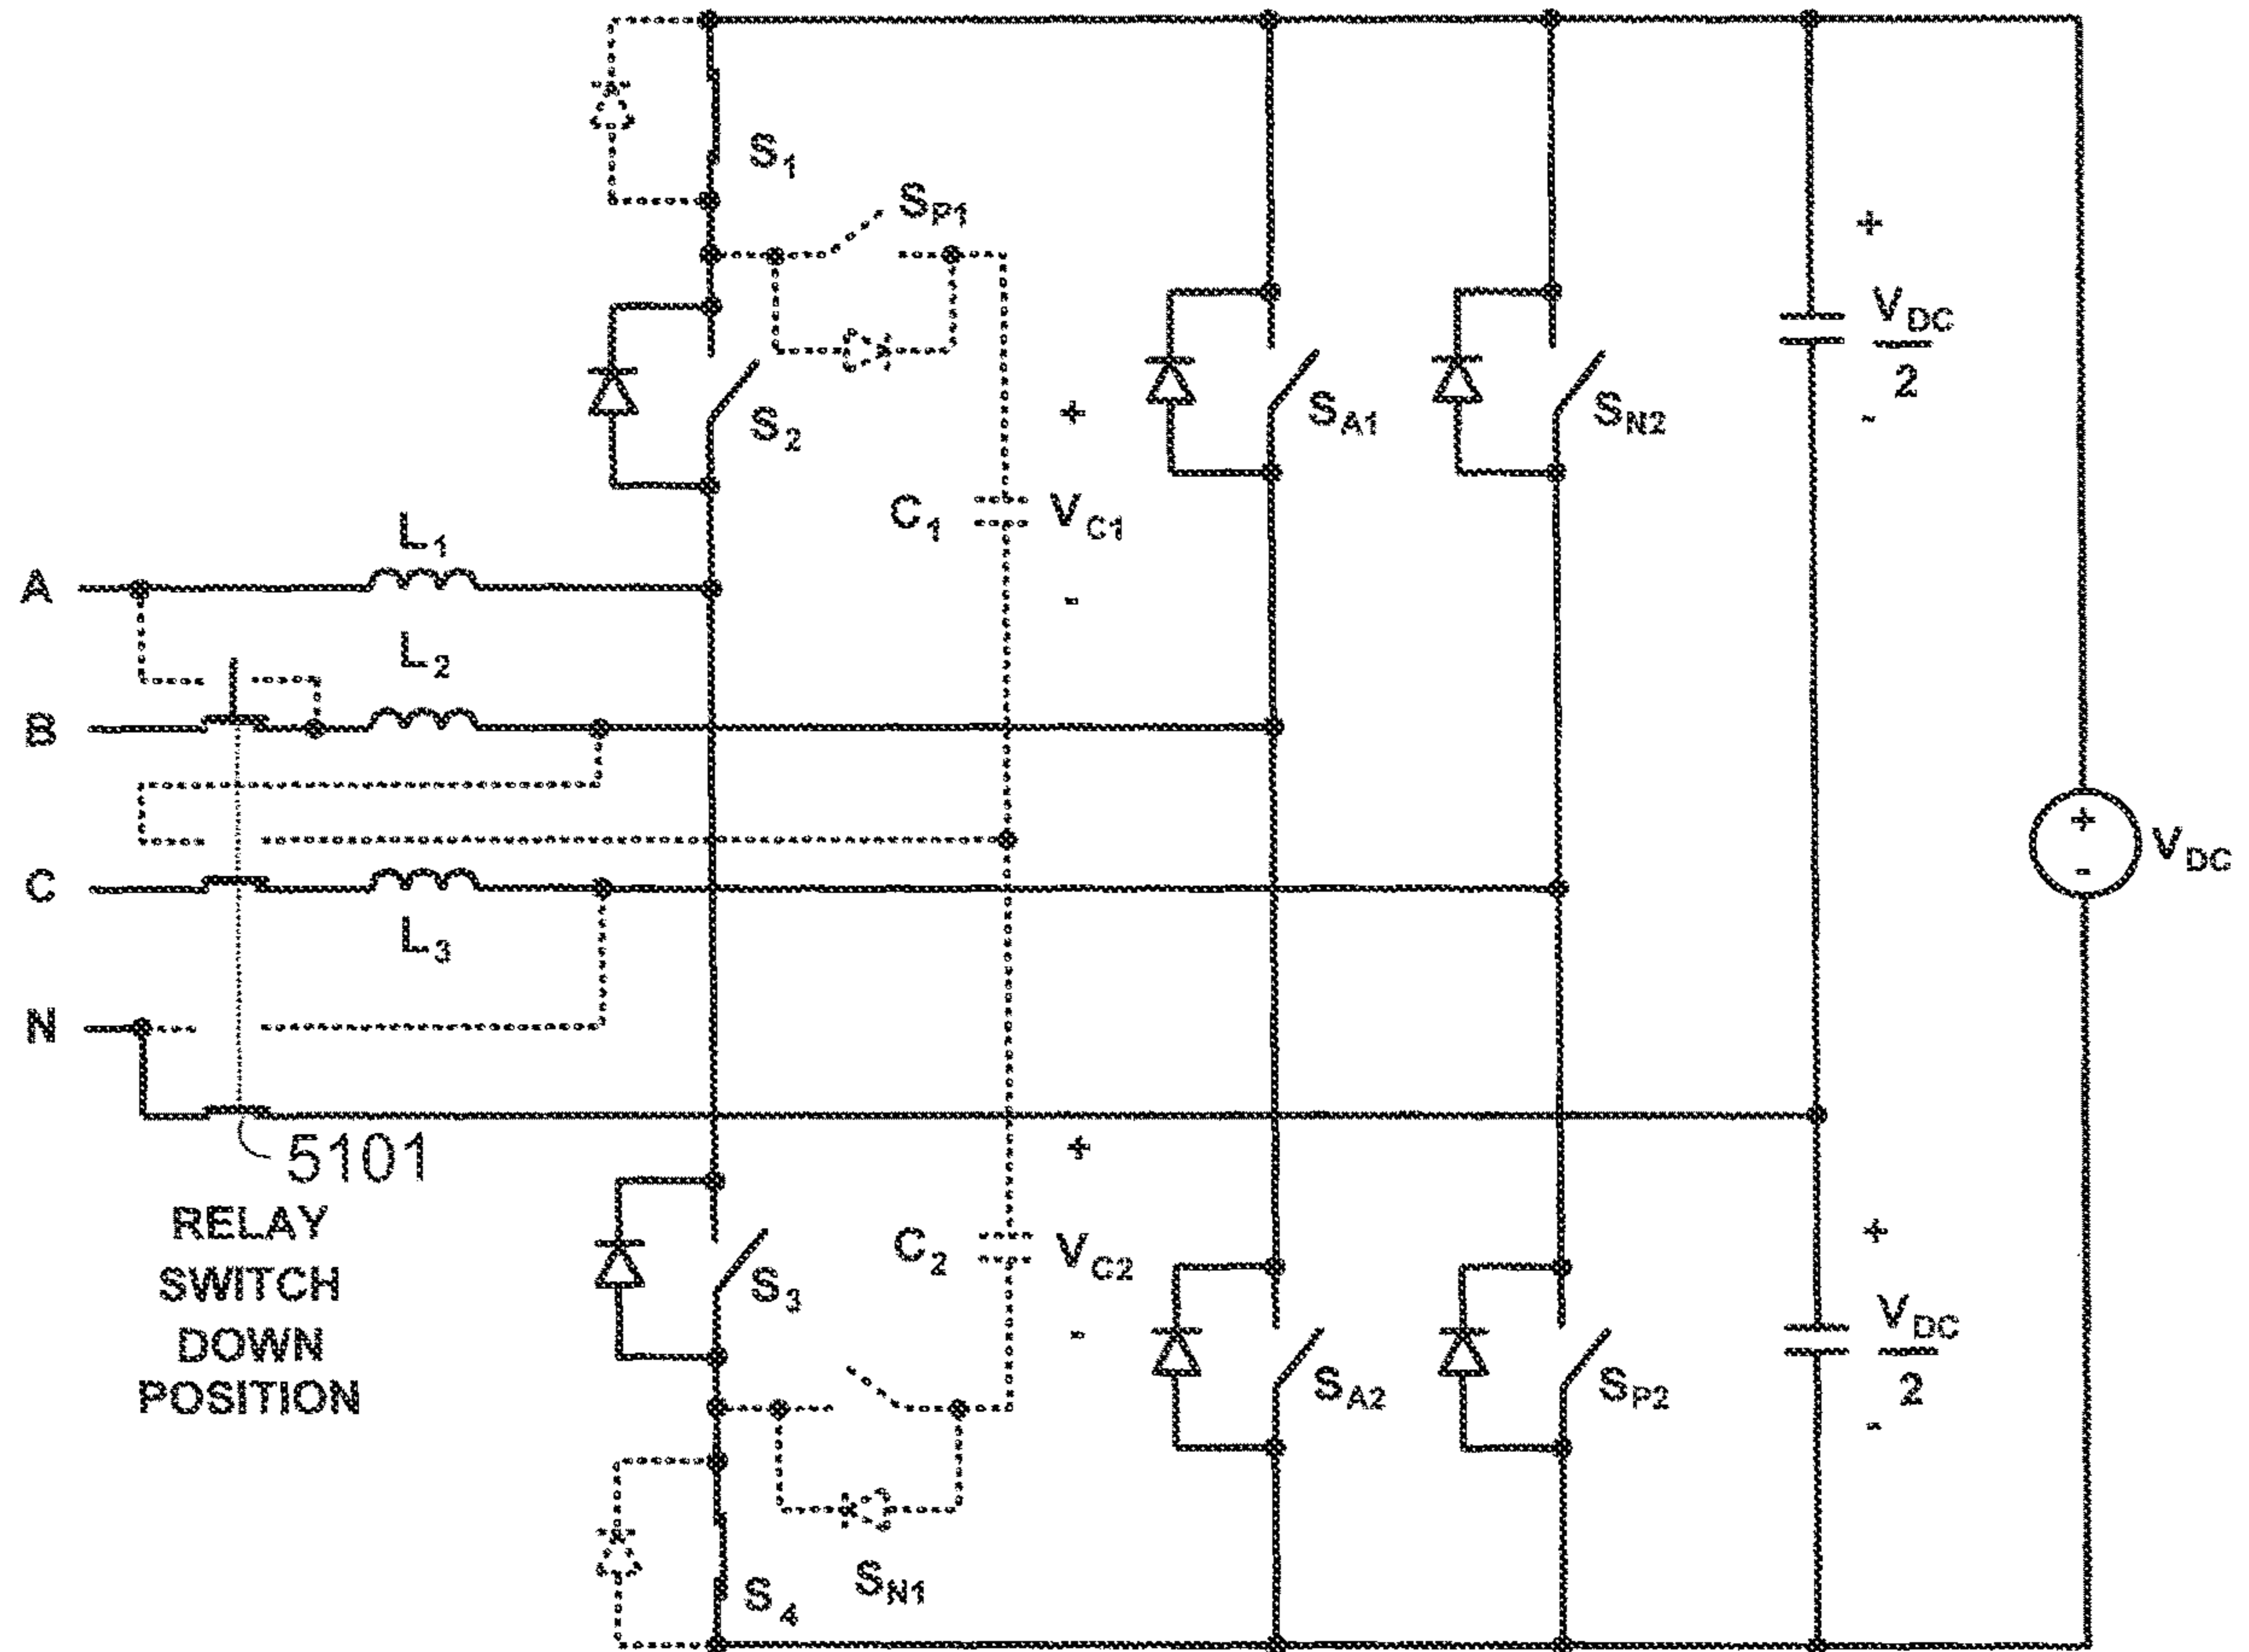 S1
SP1
+
VDC
2
-
S2
SA1
SN2
+
C1
VC1
-
L1
A
L2
B
+
-
VDC
C
L3
N
5101
RELAY
SWITCH
DOWN
POSITION
+
C2
VC2
-
S3
+
VDC
2
-
SA2
SP2
SN1
S4